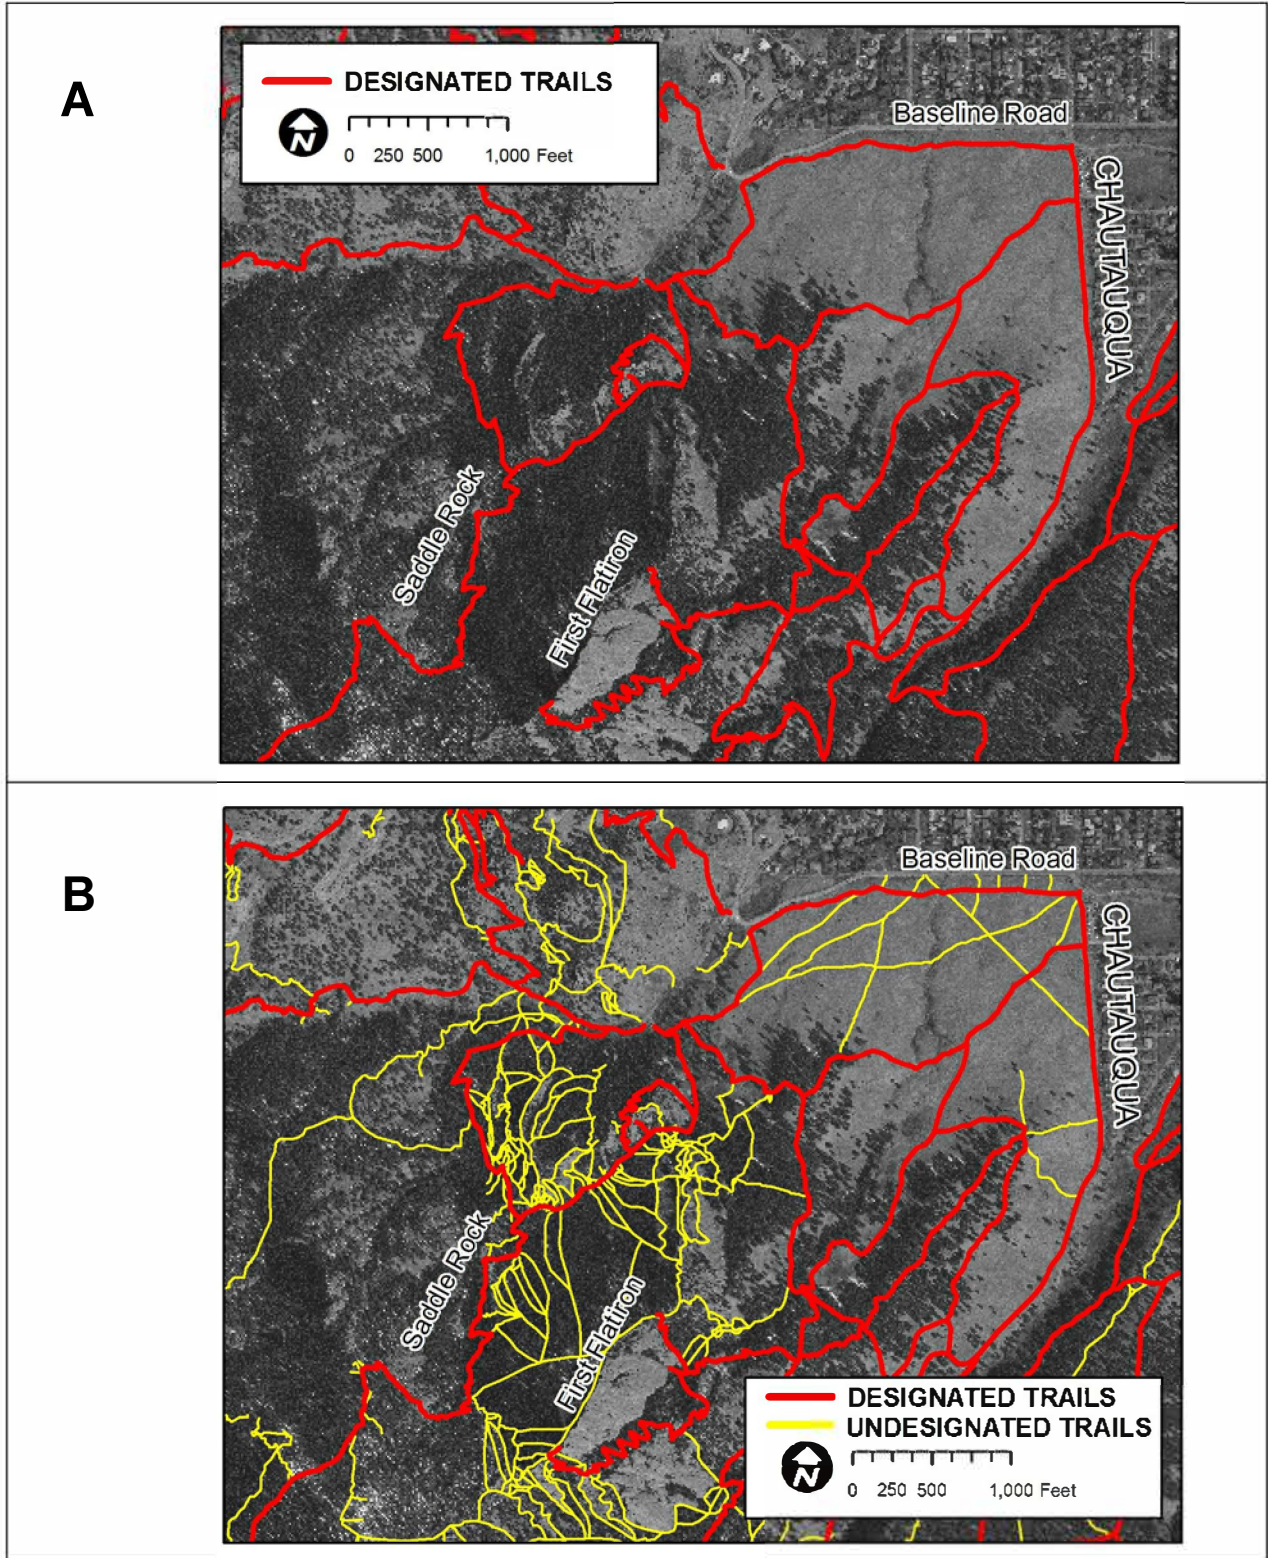 A
DESIGNATED TRAILS
N
0 250 500 1,000 Feet
Baseline Road
CHAUTAUQUA
Saddle Rock
First Flatiron
B
Baseline Road
CHAUTAUQUA
Saddle Rock
First Flatiron
DESIGNATED TRAILS
UNDESIGNATED TRAILS
N
0 250 500 1,000 Feet